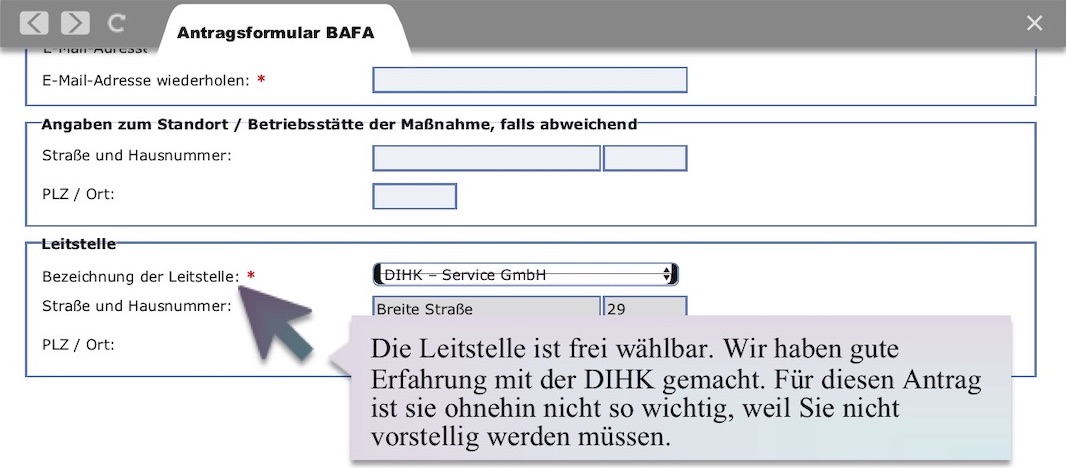 Antragsformular BAFA
E-Mail-Adresse
E-Mail-Adresse wiederholen: *
Angaben zum Standort / Betriebsstätte der Maßnahme, falls abweichend
Straße und Hausnummer:
PLZ / Ort:
Leitstelle
Bezeichnung der Leitstelle: * DIHK – Service GmbH
Straße und Hausnummer: Breite Straße 29
PLZ / Ort:
Die Leitstelle ist frei wählbar. Wir haben gute
Erfahrung mit der DIHK gemacht. Für diesen Antrag
ist sie ohnehin nicht so wichtig, weil Sie nicht
vorstellig werden müssen.